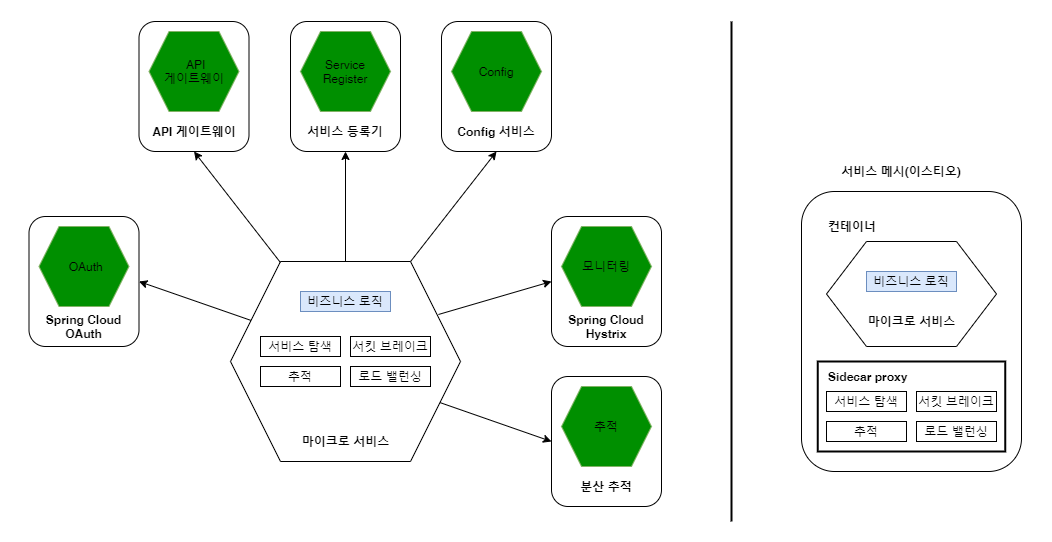 API
게이트웨이
API 게이트웨이
Service
Register
서비스 등록기
Config
Config 서비스
OAuth
Spring Cloud
OAuth
비즈니스 로직
서비스 탐색
서킷 브레이크
추적
로드 밸런싱
마이크로 서비스
모니터링
Spring Cloud
Hystrix
추적
분산 추적
서비스 메시(이스티오)
컨테이너
비즈니스 로직
마이크로 서비스
Sidecar proxy
서비스 탐색
서킷 브레이크
추적
로드 밸런싱